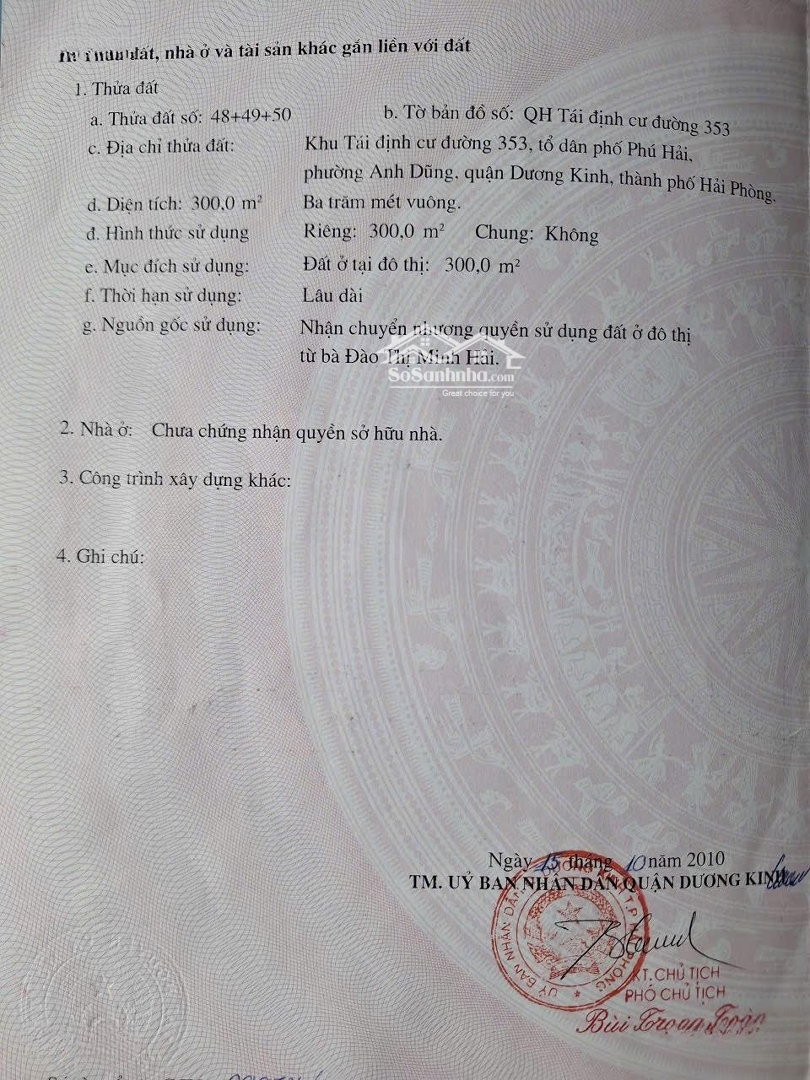 đất, nhà ở và tài sản khác gắn liền với đất
1. Thửa đất
a. Thửa đất số: 48+49+50 b. Tờ bản đồ số: QH Tái định cư đường 353
c. Địa chỉ thửa đất: Khu Tái định cư đường 353, tổ dân phố Phú Hải,
phường Anh Dũng, quận Dương Kinh, thành phố Hải Phòng.
d. Diện tích: 300,0 m² Ba trăm mét vuông.
đ. Hình thức sử dụng Riêng: 300,0 m² Chung: Không
e. Mục đích sử dụng: Đất ở tại đô thị: 300,0 m²
f. Thời hạn sử dụng: Lâu dài
g. Nguồn gốc sử dụng: Nhận chuyển nhượng quyền sử dụng đất ở đô thị
từ bà Đào Thị Minh Hải.
SoSanhnha.com
Great choice for you
2. Nhà ở: Chưa chứng nhận quyền sở hữu nhà.
3. Công trình xây dựng khác:
4. Ghi chú:
Ngày 15 tháng 10 năm 2010
TM. UỶ BAN NHÂN DÂN QUẬN DƯƠNG KINH
KT. CHỦ TỊCH
PHÓ CHỦ TỊCH
Bùi Trọng Toàn